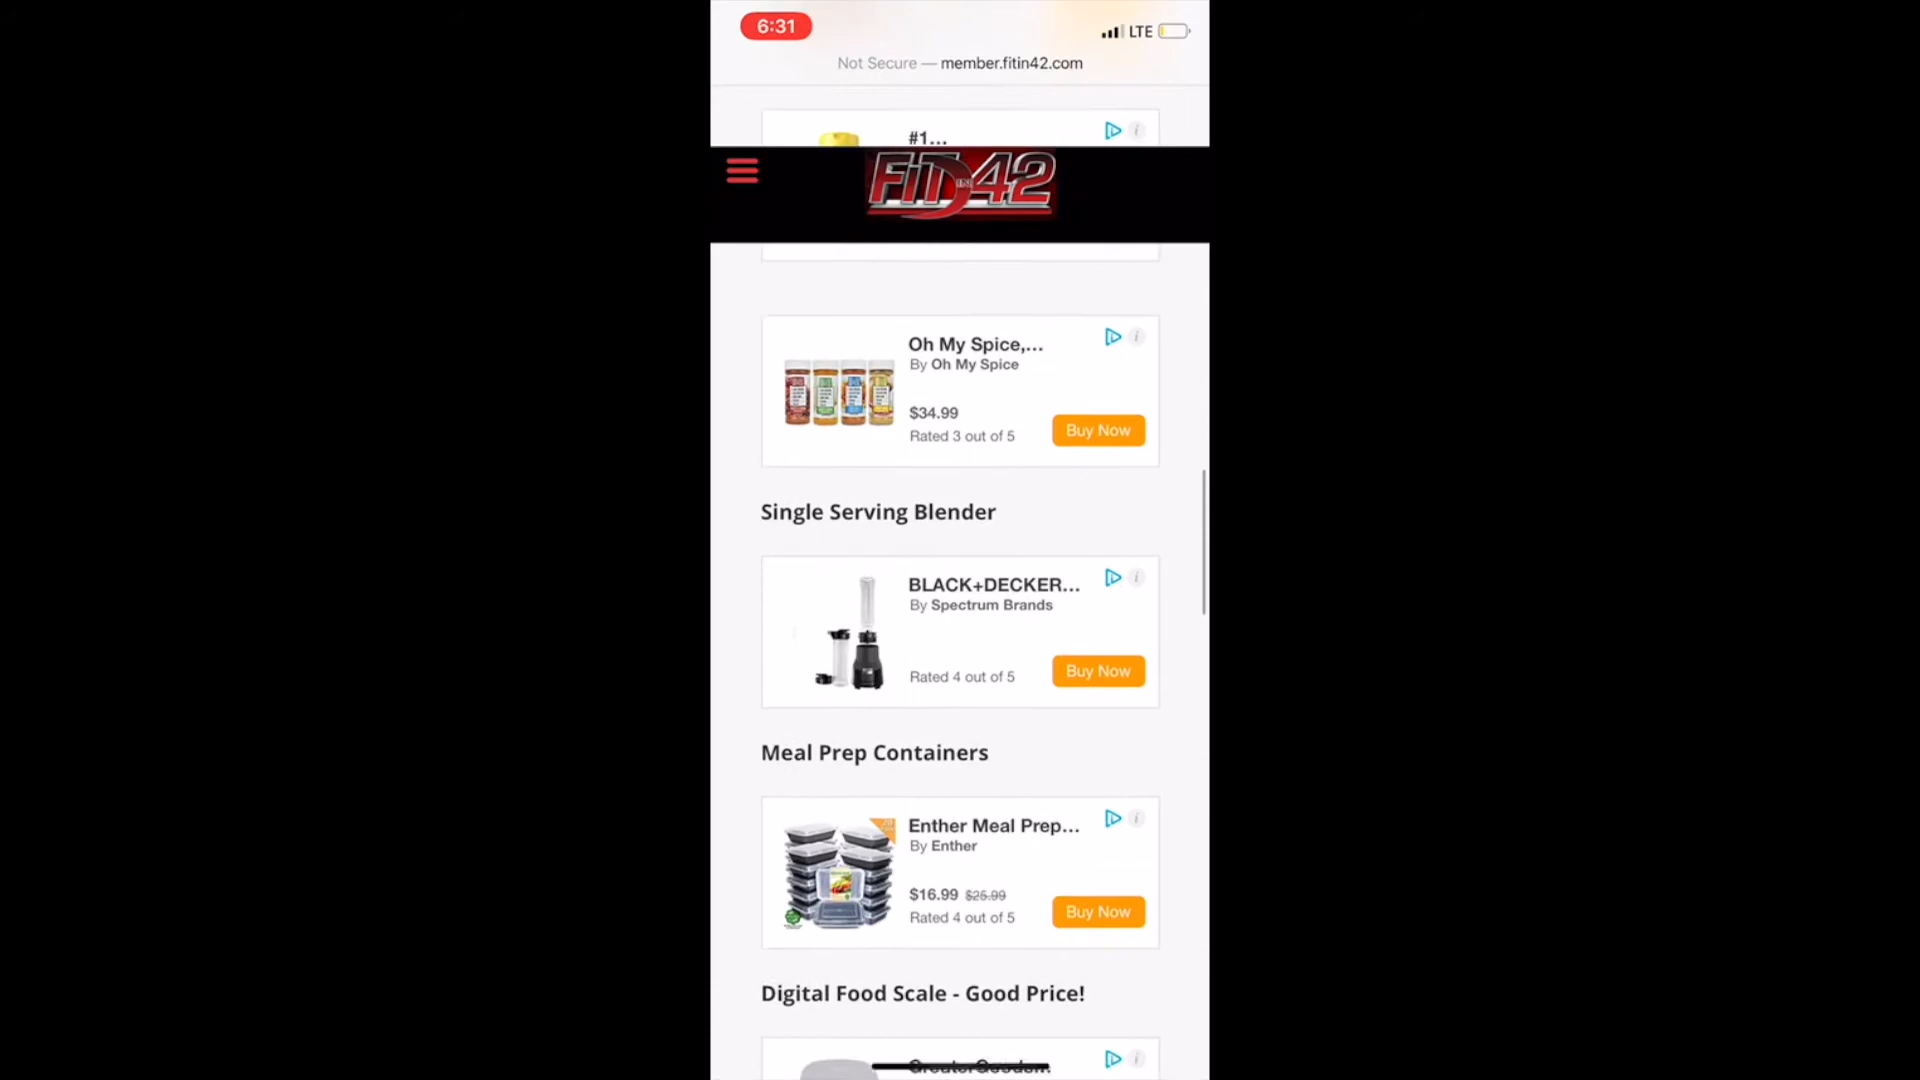 6:31
LTE
Not Secure — member.fitin42.com
#1...
FiT IN 42
Oh My Spice,...
By Oh My Spice
$34.99
Rated 3 out of 5
Buy Now
Single Serving Blender
BLACK+DECKER...
By Spectrum Brands
Rated 4 out of 5
Buy Now
Meal Prep Containers
Enther Meal Prep...
By Enther
$16.99 $25.99
Rated 4 out of 5
Buy Now
Digital Food Scale - Good Price!
GreaterGoods...